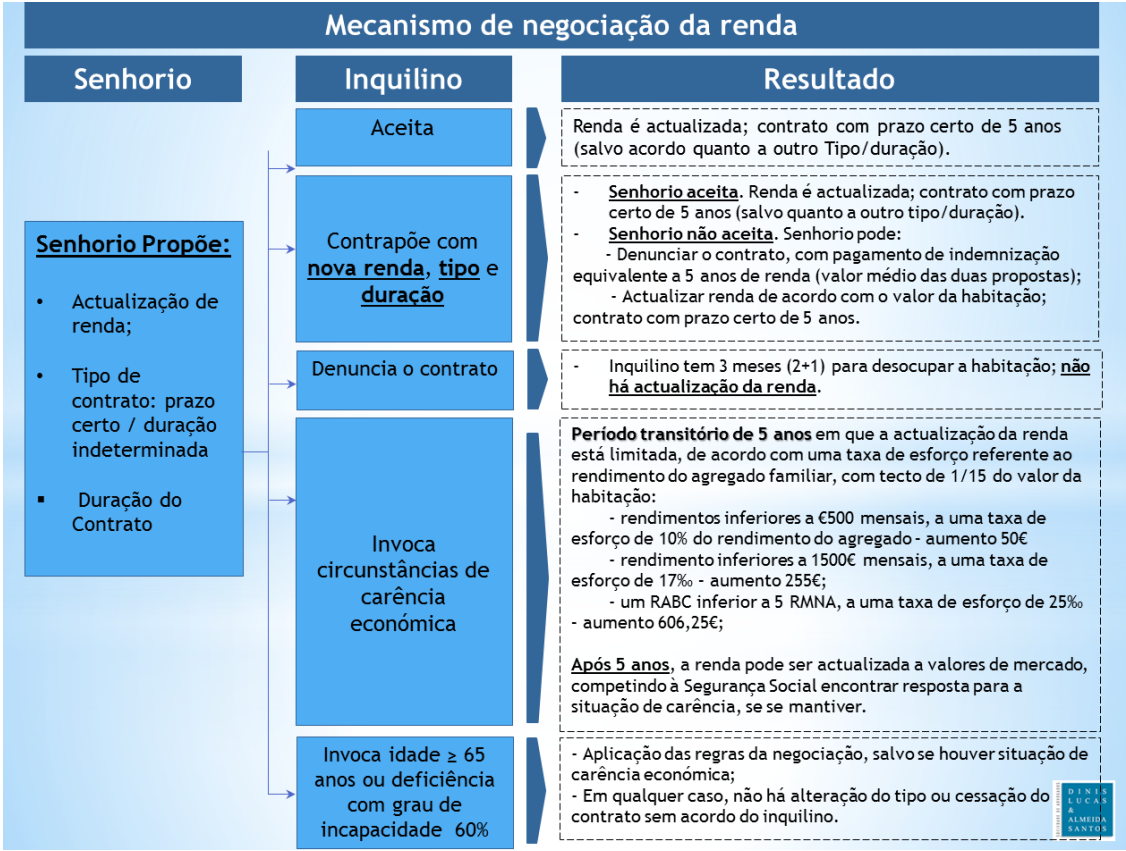 Mecanismo de negociação da renda
Senhorio
Inquilino
Resultado
Senhorio Propõe:
• Actualização de
renda;
• Tipo de
contrato: prazo
certo / duração
indeterminada
▪ Duração do
Contrato
Aceita
Renda é actualizada; contrato com prazo certo de 5 anos
(salvo acordo quanto a outro Tipo/duração).
Contrapõe com
nova renda, tipo e
duração
- Senhorio aceita. Renda é actualizada; contrato com prazo
certo de 5 anos (salvo quanto a outro tipo/duração).
- Senhorio não aceita. Senhorio pode:
- Denunciar o contrato, com pagamento de indemnização
equivalente a 5 anos de renda (valor médio das duas propostas);
- Actualizar renda de acordo com o valor da habitação;
contrato com prazo certo de 5 anos.
Denuncia o contrato
- Inquilino tem 3 meses (2+1) para desocupar a habitação; não
há actualização da renda.
Invoca
circunstâncias de
carência
económica
Período transitório de 5 anos em que a actualização da renda
está limitada, de acordo com uma taxa de esforço referente ao
rendimento do agregado familiar, com tecto de 1/15 do valor da
habitação:
- rendimentos inferiores a €500 mensais, a uma taxa de
esforço de 10% do rendimento do agregado - aumento 50€
- rendimento inferiores a 1500€ mensais, a uma taxa de
esforço de 17‰ - aumento 255€;
- um RABC inferior a 5 RMNA, a uma taxa de esforço de 25‰
- aumento 606,25€;
Após 5 anos, a renda pode ser actualizada a valores de mercado,
competindo à Segurança Social encontrar resposta para a
situação de carência, se se mantiver.
Invoca idade ≥ 65
anos ou deficiência
com grau de
incapacidade 60%
- Aplicação das regras da negociação, salvo se houver situação de
carência económica;
- Em qualquer caso, não há alteração do tipo ou cessação do
contrato sem acordo do inquilino.
DINIS
LUCAS
&
ALMEIDA
SANTOS